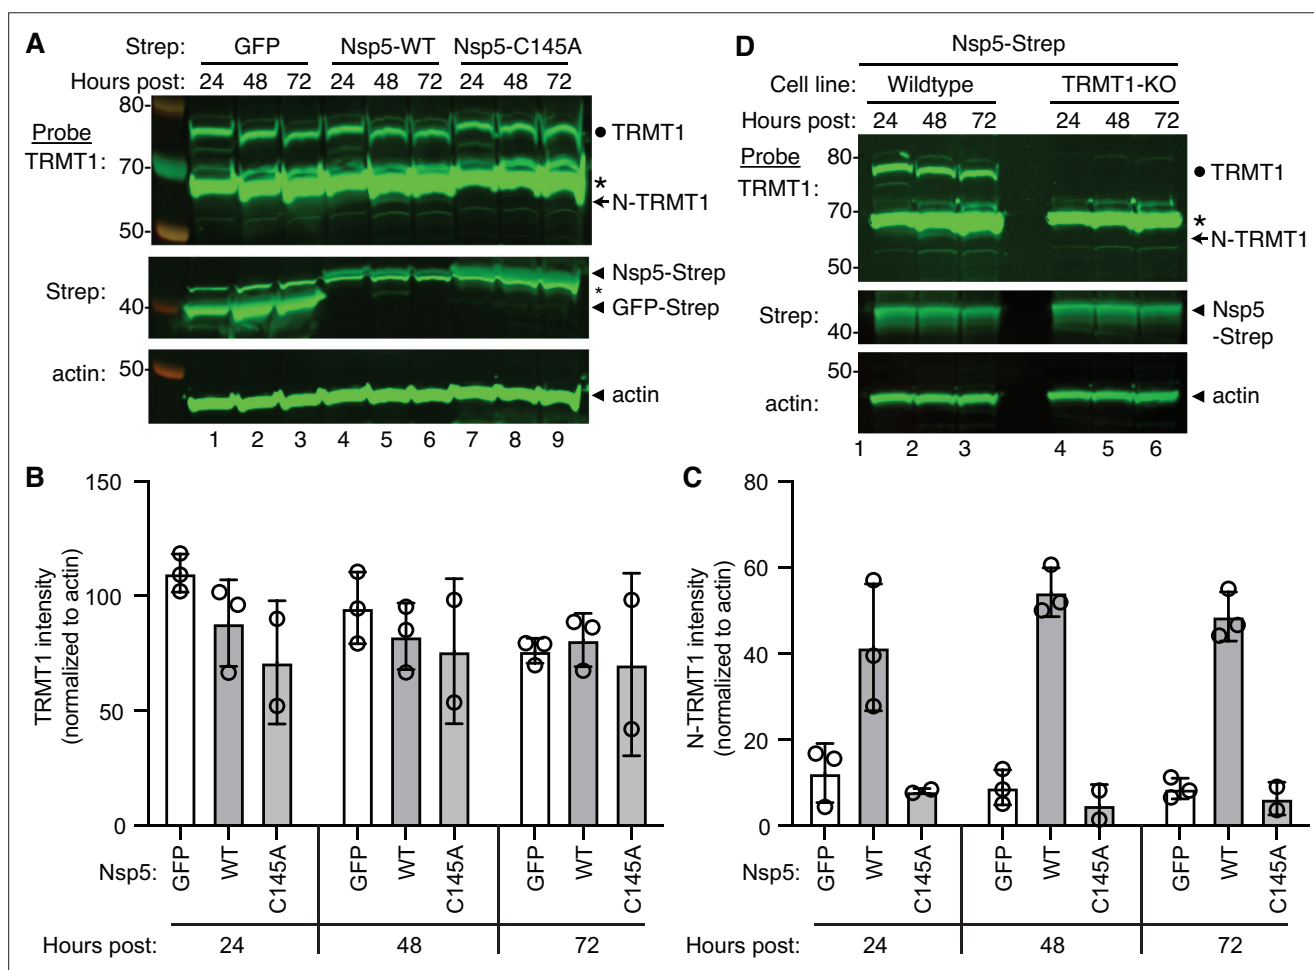 A
Strep: GFP Nsp5-WT Nsp5-C145A
Hours post: 24 48 72 24 48 72 24 48 72
80-
Probe
TRMT1:
● TRMT1
70-
*
N-TRMT1
50-
Strep:
Nsp5-Strep
*
40-
GFP-Strep
50-
actin:
actin
1 2 3 4 5 6 7 8 9
D
Nsp5-Strep
Cell line: Wildtype TRMT1-KO
Hours post: 24 48 72 24 48 72
80-
Probe
TRMT1:
● TRMT1
70-
*
N-TRMT1
50-
Strep:
Nsp5
-Strep
40-
50-
actin:
actin
1 2 3 4 5 6
B
TRMT1 intensity
(normalized to actin)
150
100
50
0
Nsp5: GFP WT C145A GFP WT C145A GFP WT C145A
Hours post: 24 48 72
C
N-TRMT1 intensity
(normalized to actin)
80
60
40
20
0
Nsp5: GFP WT C145A GFP WT C145A GFP WT C145A
Hours post: 24 48 72